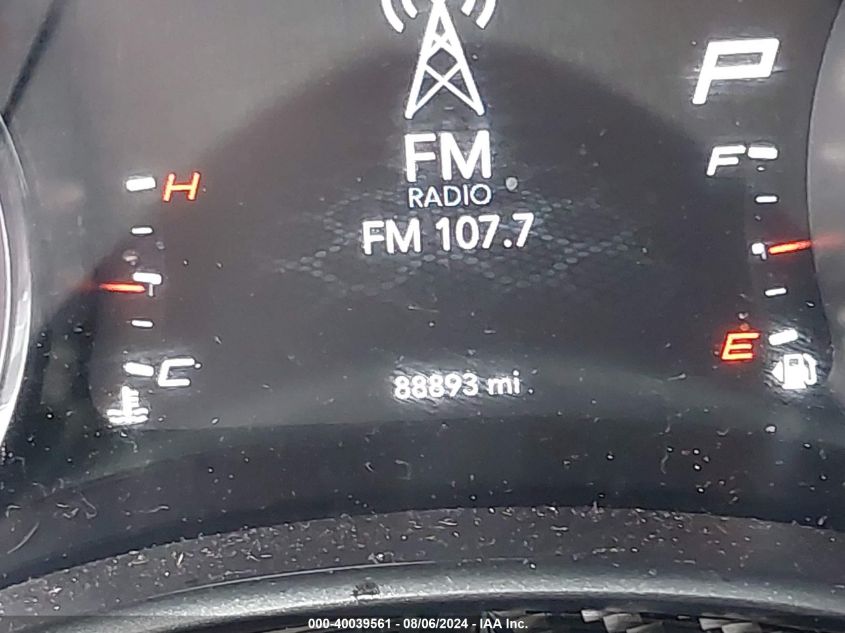 P
FM
RADIO
FM 107.7
H
F
C
E
88893 mi
000-40039561 - 08/06/2024 - IAA Inc.